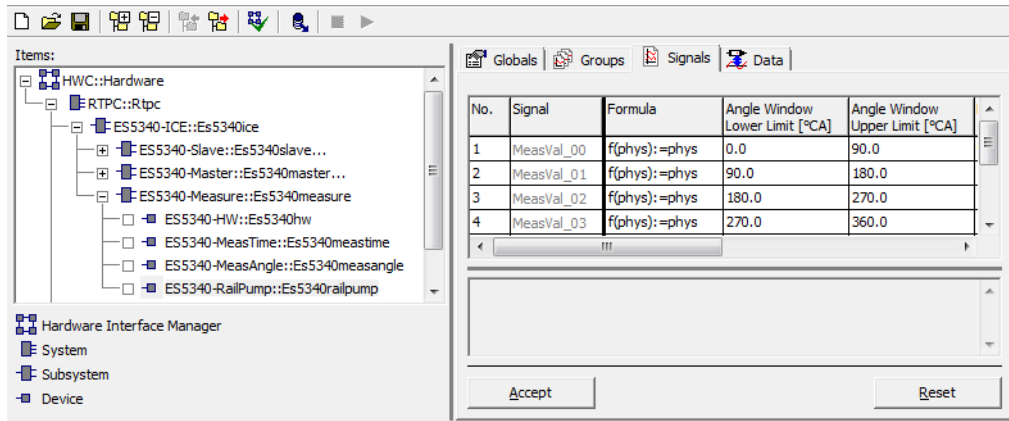 Items:
HWC::Hardware
RTPC::Rtpc
ES5340-ICE::Es5340ice
ES5340-Slave::Es5340slave...
ES5340-Master::Es5340master...
ES5340-Measure::Es5340measure
ES5340-HW::Es5340hw
ES5340-MeasTime::Es5340meastime
ES5340-MeasAngle::Es5340measangle
ES5340-RailPump::Es5340railpump
Hardware Interface Manager
System
Subsystem
Device
Globals Groups Signals Data
No. Signal Formula Angle Window Lower Limit [°CA] Angle Window Upper Limit [°CA]
1 MeasVal_00 f(phys):=phys 0.0 90.0
2 MeasVal_01 f(phys):=phys 90.0 180.0
3 MeasVal_02 f(phys):=phys 180.0 270.0
4 MeasVal_03 f(phys):=phys 270.0 360.0
Accept Reset